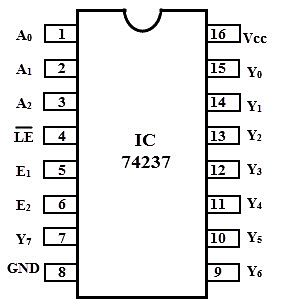 A₀ 1 16 Vcc
A₁ 2 15 Y₀
A₂ 3 14 Y₁
L̅E̅ 4 13 Y₂
IC
74237
E₁ 5 12 Y₃
E₂ 6 11 Y₄
Y₇ 7 10 Y₅
GND 8 9 Y₆